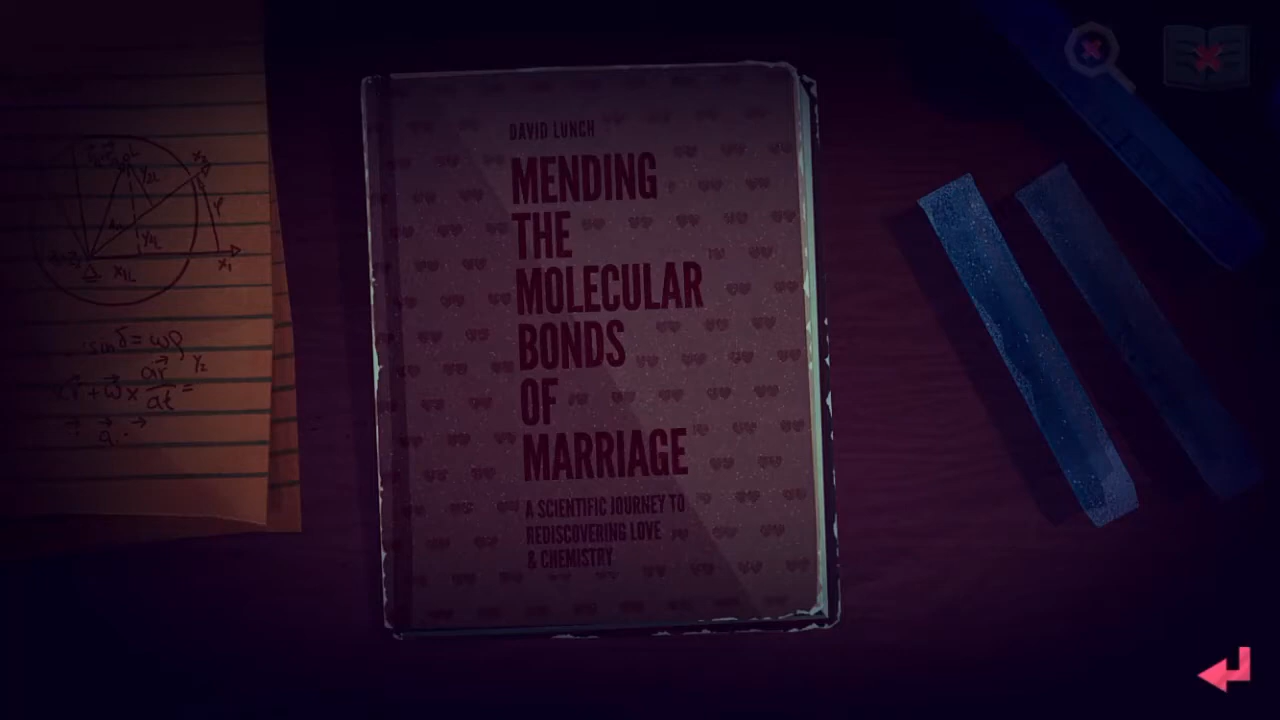 DAVID LUNCH
MENDING
THE
MOLECULAR
BONDS
OF
MARRIAGE
A SCIENTIFIC JOURNEY TO
REDISCOVERING LOVE
& CHEMISTRY